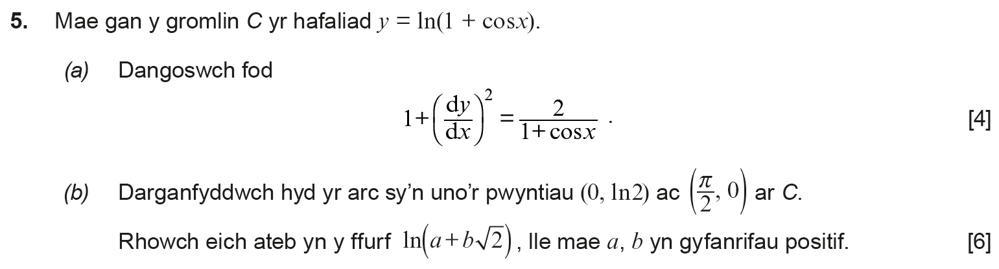 5. Mae gan y gromlin C yr hafaliad y = ln(1 + cosx).
(a) Dangoswch fod
1+(dy/dx)² = 2/(1+cosx) . [4]
(b) Darganfyddwch hyd yr arc sy'n uno'r pwyntiau (0, ln2) ac (π/2, 0) ar C.
Rhowch eich ateb yn y ffurf ln(a+b√2), lle mae a, b yn gyfanrifau positif. [6]